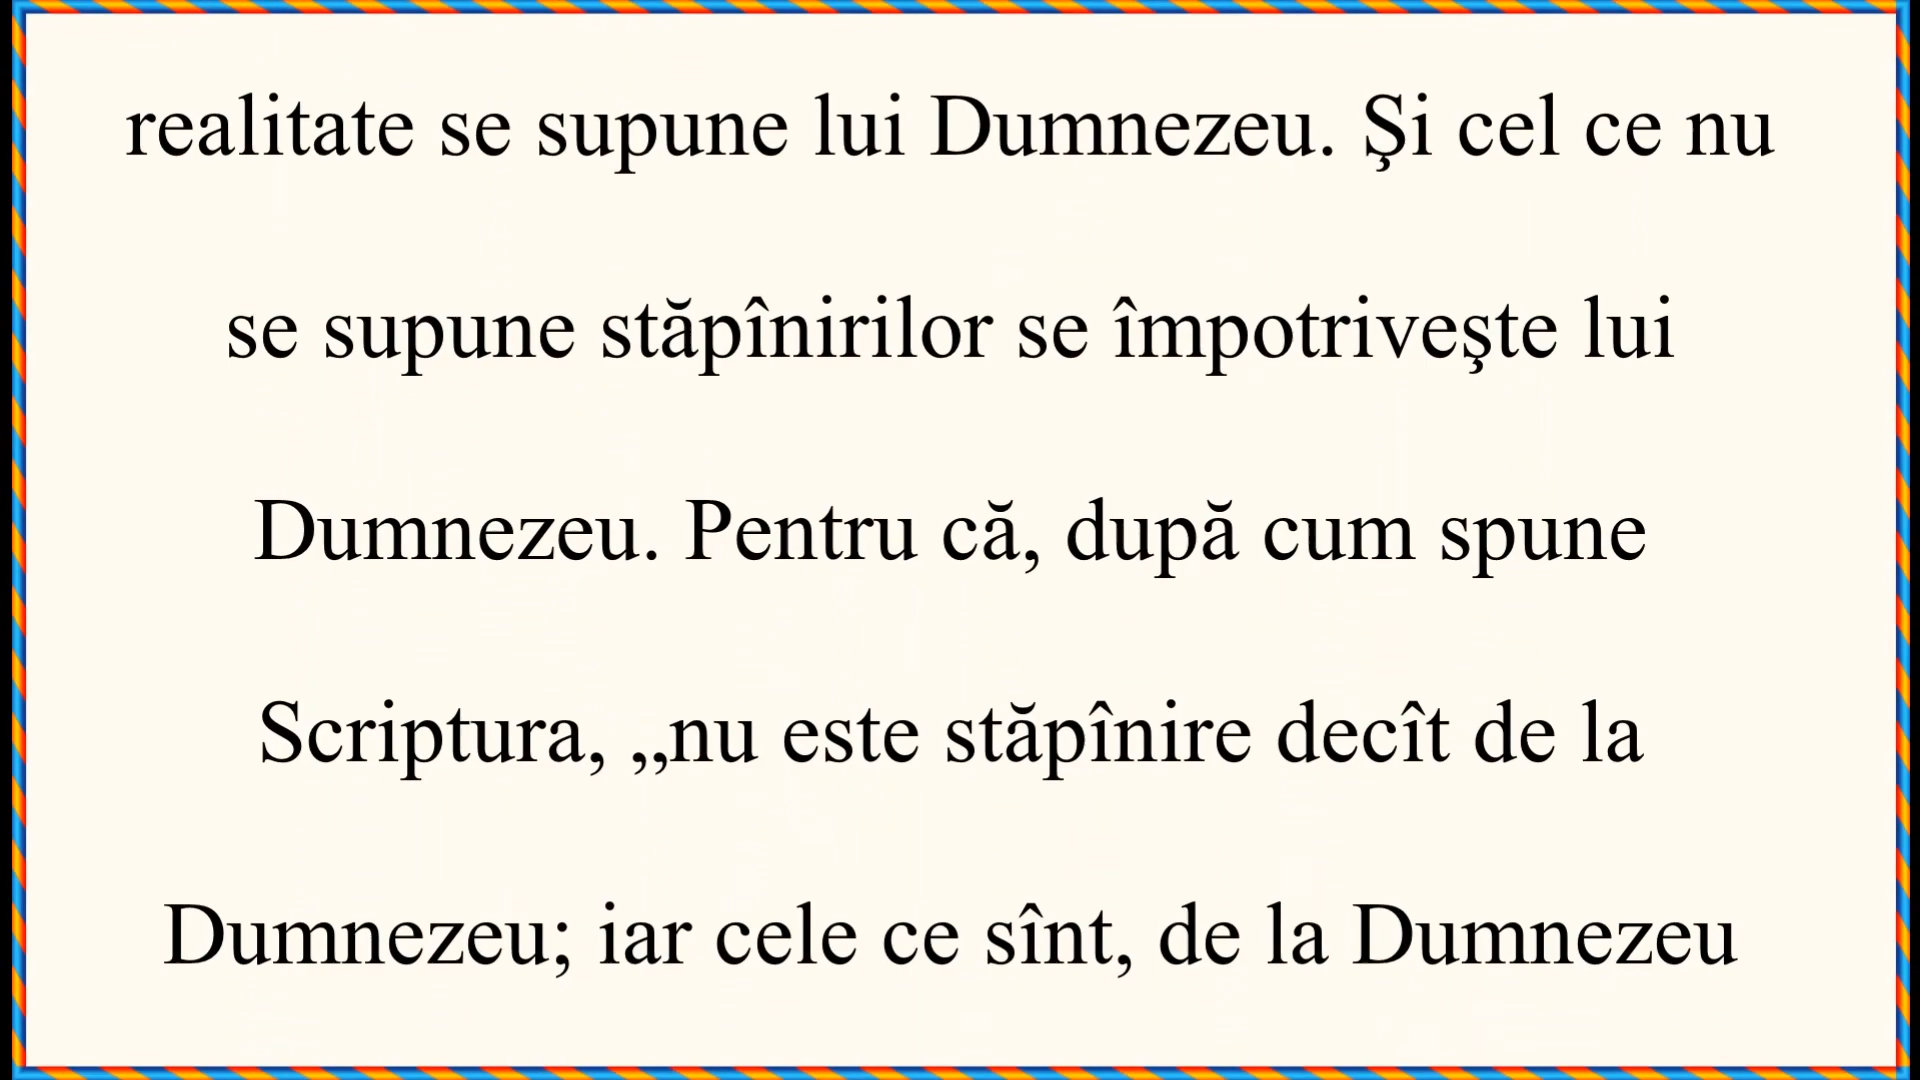 realitate se supune lui Dumnezeu. Şi cel ce nu
se supune stăpînirilor se împotriveşte lui
Dumnezeu. Pentru că, după cum spune
Scriptura, „nu este stăpînire decît de la
Dumnezeu; iar cele ce sînt, de la Dumnezeu